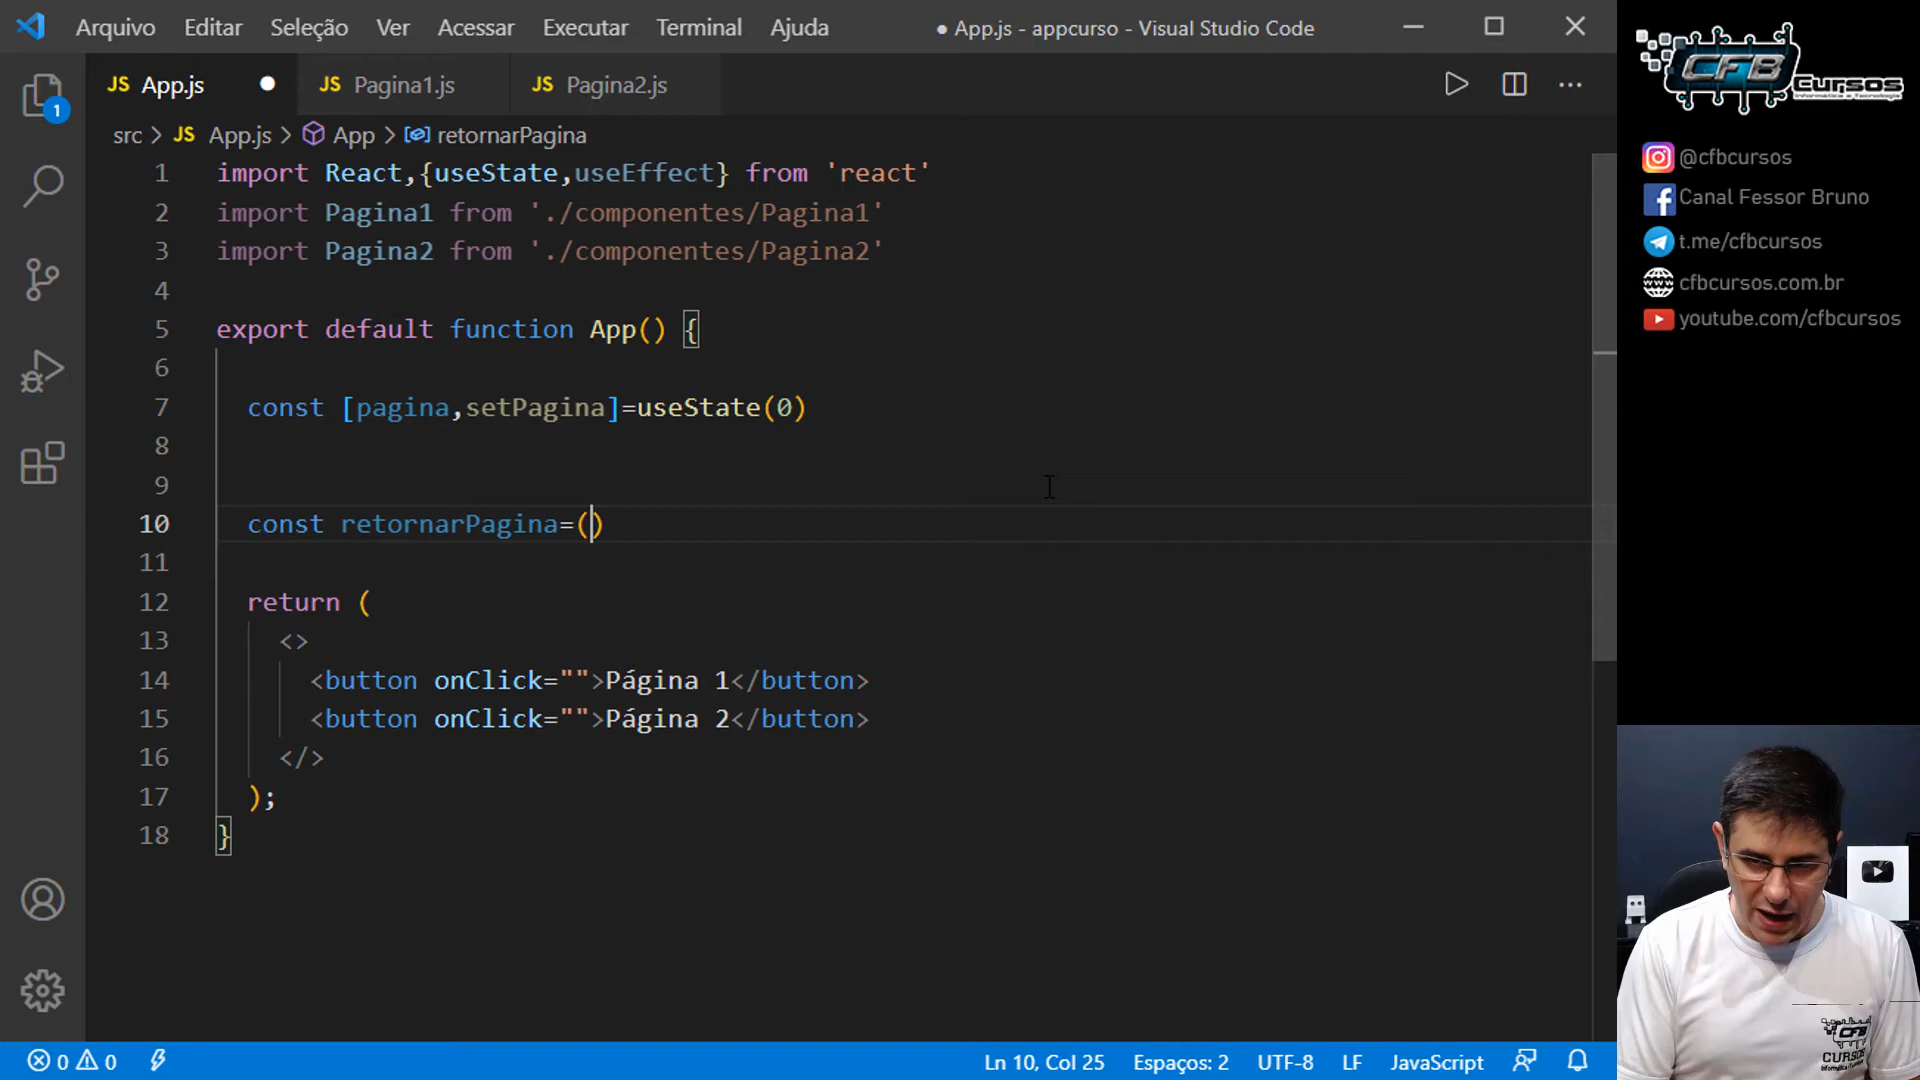 Arquivo Editar Seleção Ver Acessar Executar Terminal Ajuda
● App.js - appcurso - Visual Studio Code
JS App.js ● JS Pagina1.js JS Pagina2.js
1
src > JS App.js > App > retornarPagina
1 import React,{useState,useEffect} from 'react'
2 import Pagina1 from './componentes/Pagina1'
3 import Pagina2 from './componentes/Pagina2'
4
5 export default function App() {
6
7 const [pagina,setPagina]=useState(0)
8
9
10 const retornarPagina=()
11
12 return (
13 <>
14 <button onClick="">Página 1</button>
15 <button onClick="">Página 2</button>
16 </>
17 );
18 }
0 0
Ln 10, Col 25 Espaços: 2 UTF-8 LF JavaScript
CFB Cursos
@cfbcursos
Canal Fessor Bruno
t.me/cfbcursos
cfbcursos.com.br
youtube.com/cfbcursos
CFB
CURSOS